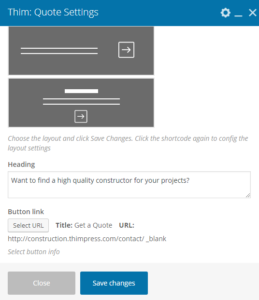 Thim: Quote Settings
Choose the layout and click Save Changes. Click the shortcode again to config the
layout settings
Heading
Want to find a high quality constructor for your projects?
Button link
Select URL Title: Get a Quote URL:
http://construction.thimpress.com/contact/ _blank
Select button info
Close Save changes